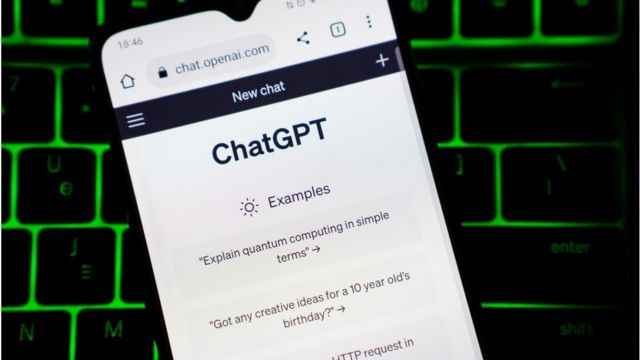 18:46
chat.openai.com
1
New chat
ChatGPT
Examples
"Explain quantum computing in simple
terms" →
"Got any creative ideas for a 10 year old's
birthday?" →
HTTP request in
U
J
N
M
]
\
enter
shift